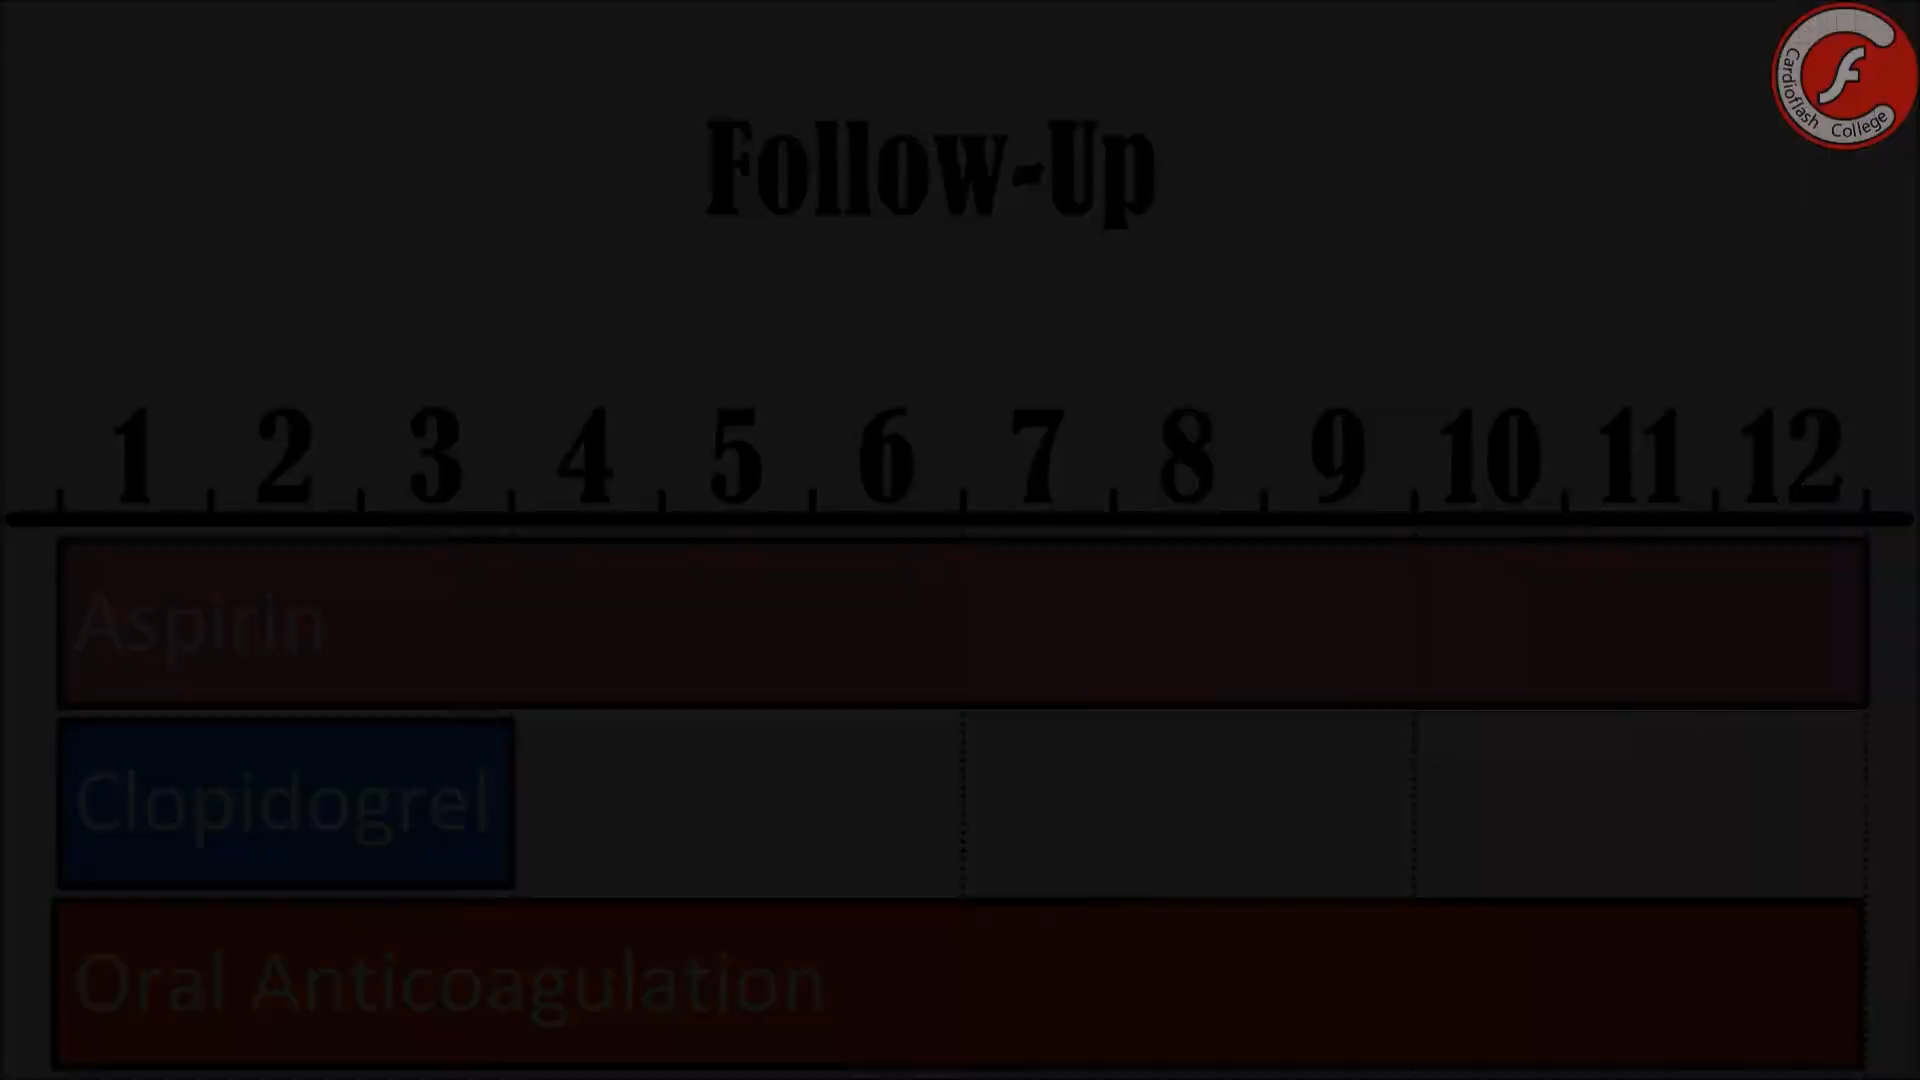 Cardioflash College
Follow-Up
1 2 3 4 5 6 7 8 9 10 11 12
Aspirin
Clopidogrel
Oral Anticoagulation